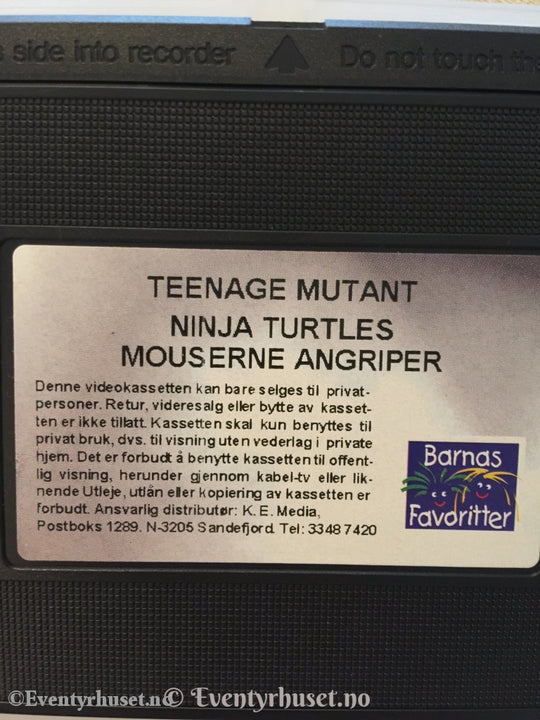 side into recorder Do not touch the
TEENAGE MUTANT
NINJA TURTLES
MOUSERNE ANGRIPER
Denne videokassetten kan bare selges til privat-
personer. Retur, videresalg eller bytte av kasset-
ten er ikke tillatt. Kassetten skal kun benyttes til
privat bruk, dvs. til visning uten vederlag i private
hjem. Det er forbudt å benytte kassetten til offent-
lig visning, herunder gjennom kabel-tv eller lik-
nende Utleje, utlån eller kopiering av kassetten er
forbudt. Ansvarlig distributør: K. E. Media,
Postboks 1289. N-3205 Sandefjord. Tel: 3348 7420
Barnas
Favoritter
©Eventyrhuset.no © Eventyrhuset.no